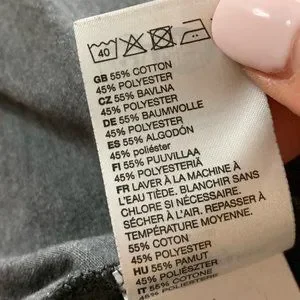 40
GB 55% COTTON
45% POLYESTER
CZ 55% BAVLNA
45% POLYESTER
DE 55% BAUMWOLLE
45% POLYESTER
ES 55% ALGODÓN
45% poliéster
FI 55% PUUVILLAA
45% POLYESTERIÄ
FR LAVER À LA MACHINE À
L'EAU TIÈDE. BLANCHIR SANS
CHLORE SI NÉCESSAIRE.
SÉCHER À L'AIR. REPASSER À
TEMPÉRATURE MOYENNE.
55% COTON
45% POLYESTER
HU 55% PAMUT
45% POLIÉSZTER
IT 55% COTONE